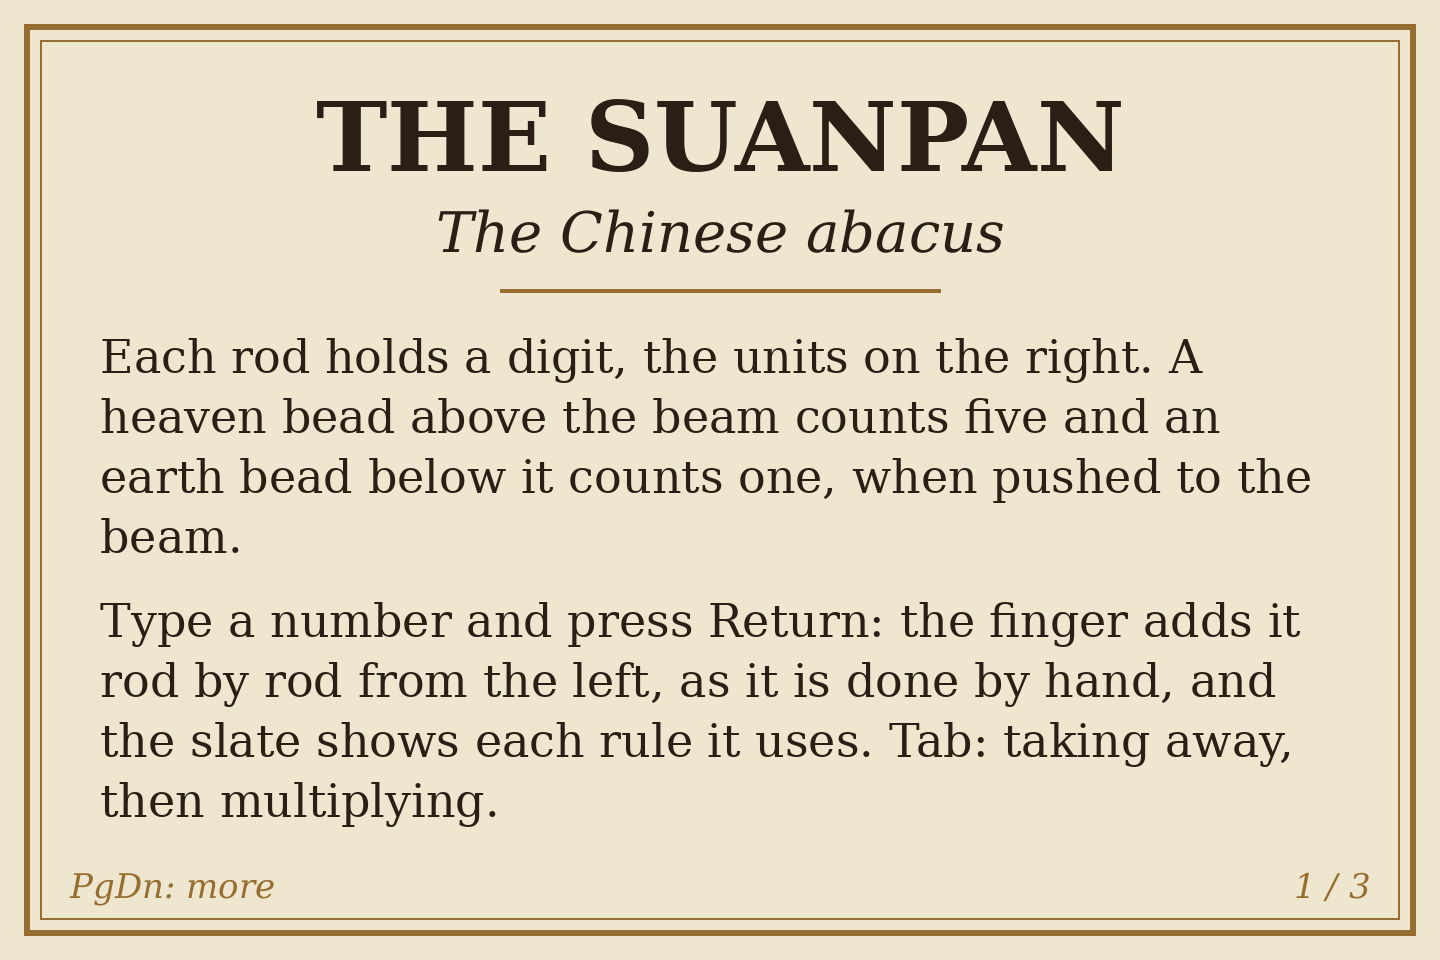 THE SUANPAN
The Chinese abacus
Each rod holds a digit, the units on the right. A
heaven bead above the beam counts five and an
earth bead below it counts one, when pushed to the
beam.
Type a number and press Return: the finger adds it
rod by rod from the left, as it is done by hand, and
the slate shows each rule it uses. Tab: taking away,
then multiplying.
PgDn: more
1 / 3